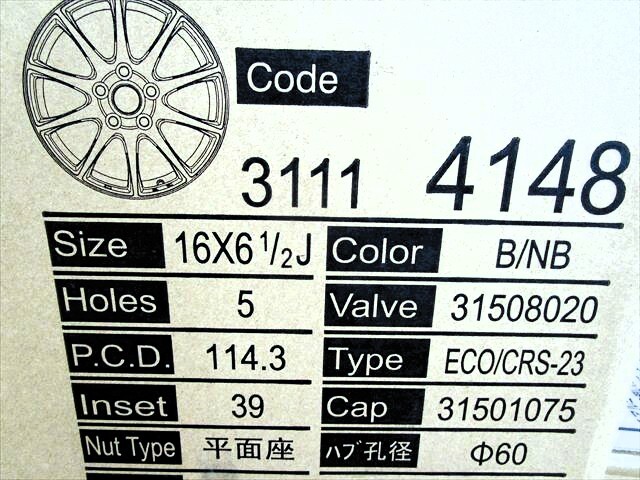 Code
3111 4148
Size 16X6 1/2J Color B/NB
Holes 5 Valve 31508020
P.C.D. 114.3 Type ECO/CRS-23
Inset 39 Cap 31501075
Nut Type 平面座 ハブ孔径 Φ60